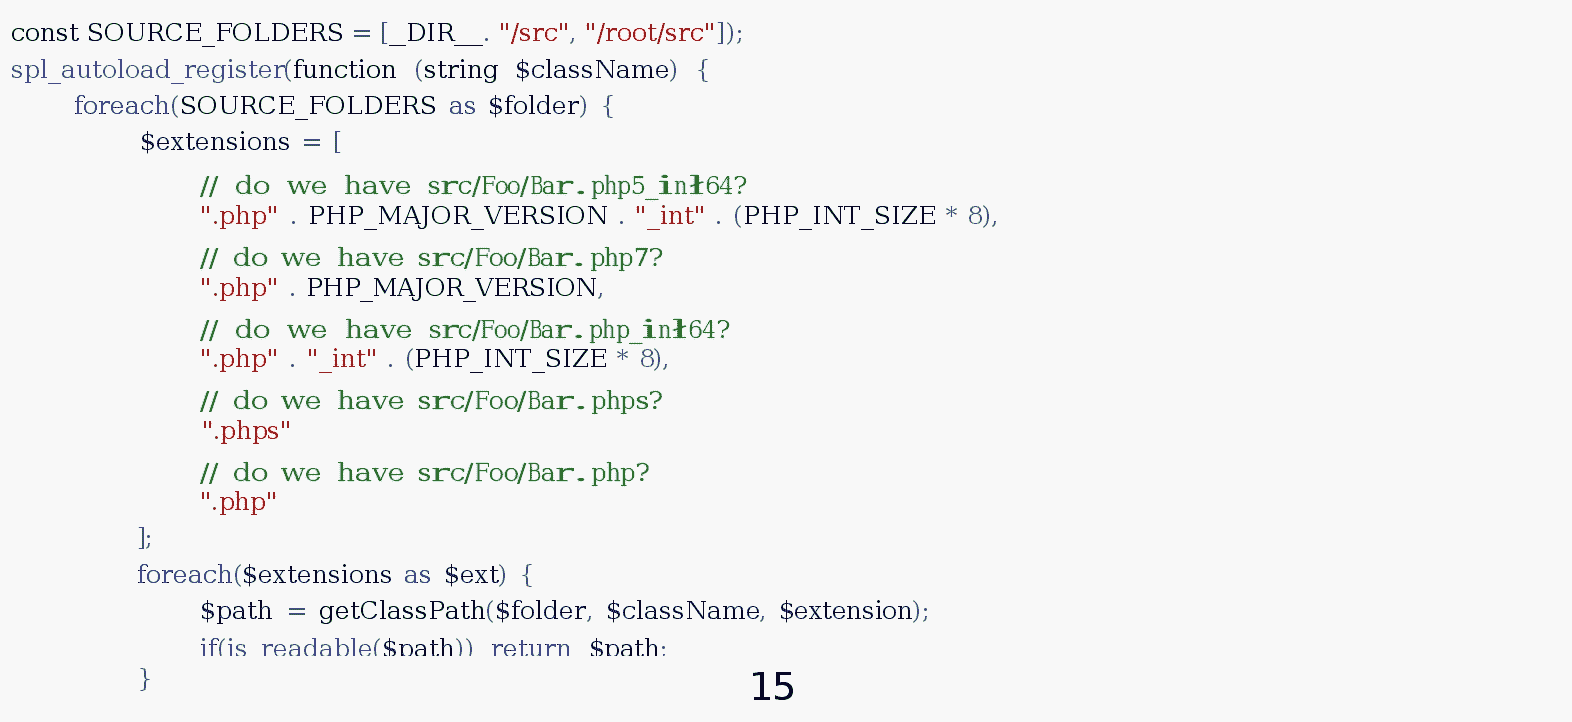 const SOURCE_FOLDERS = [__DIR__. "/src", "/root/src"]);
spl_autoload_register(function (string $className) {
foreach(SOURCE_FOLDERS as $folder) {
$extensions = [
// do we have src/Foo/Bar.php5_inł64?
".php" . PHP_MAJOR_VERSION . "_int" . (PHP_INT_SIZE * 8),
// do we have src/Foo/Bar.php7?
".php" . PHP_MAJOR_VERSION,
// do we have src/Foo/Bar.php_inł64?
".php" . "_int" . (PHP_INT_SIZE * 8),
// do we have src/Foo/Bar.phps?
".phps"
// do we have src/Foo/Bar.php?
".php"
];
foreach($extensions as $ext) {
$path = getClassPath($folder, $className, $extension);
if(is_readable($path)) return $path;
}
15